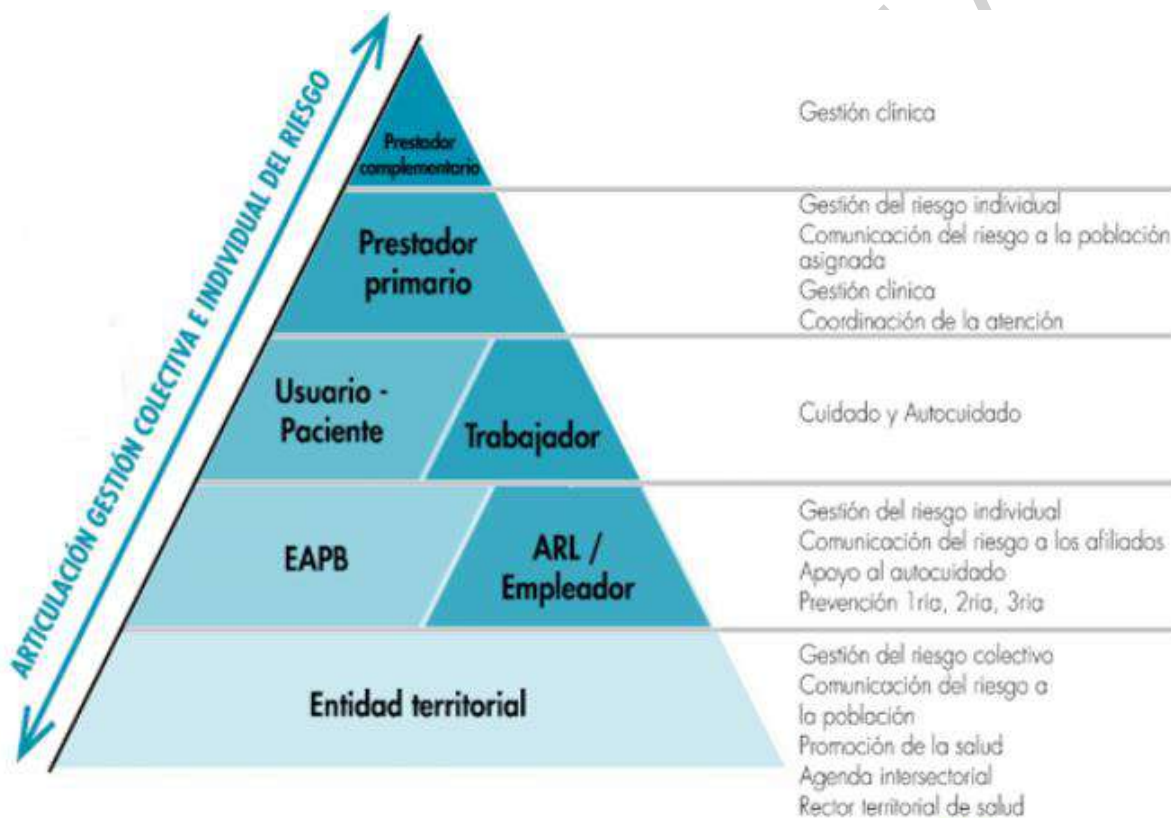 ARTICULACIÓN GESTIÓN COLECTIVA E INDIVIDUAL DEL RIESGO
Prestador
complementario
Gestión clínica
Prestador
primario
Gestión del riesgo individual
Comunicación del riesgo a la población
asignada
Gestión clínica
Coordinación de la atención
Usuario -
Paciente
Trabajador
Cuidado y Autocuidado
EAPB
ARL /
Empleador
Gestión del riesgo individual
Comunicación del riesgo a los afiliados
Apoyo al autocuidado
Prevención 1ria, 2ria, 3ria
Entidad territorial
Gestión del riesgo colectivo
Comunicación del riesgo a
la población
Promoción de la salud
Agenda intersectorial
Rector territorial de salud